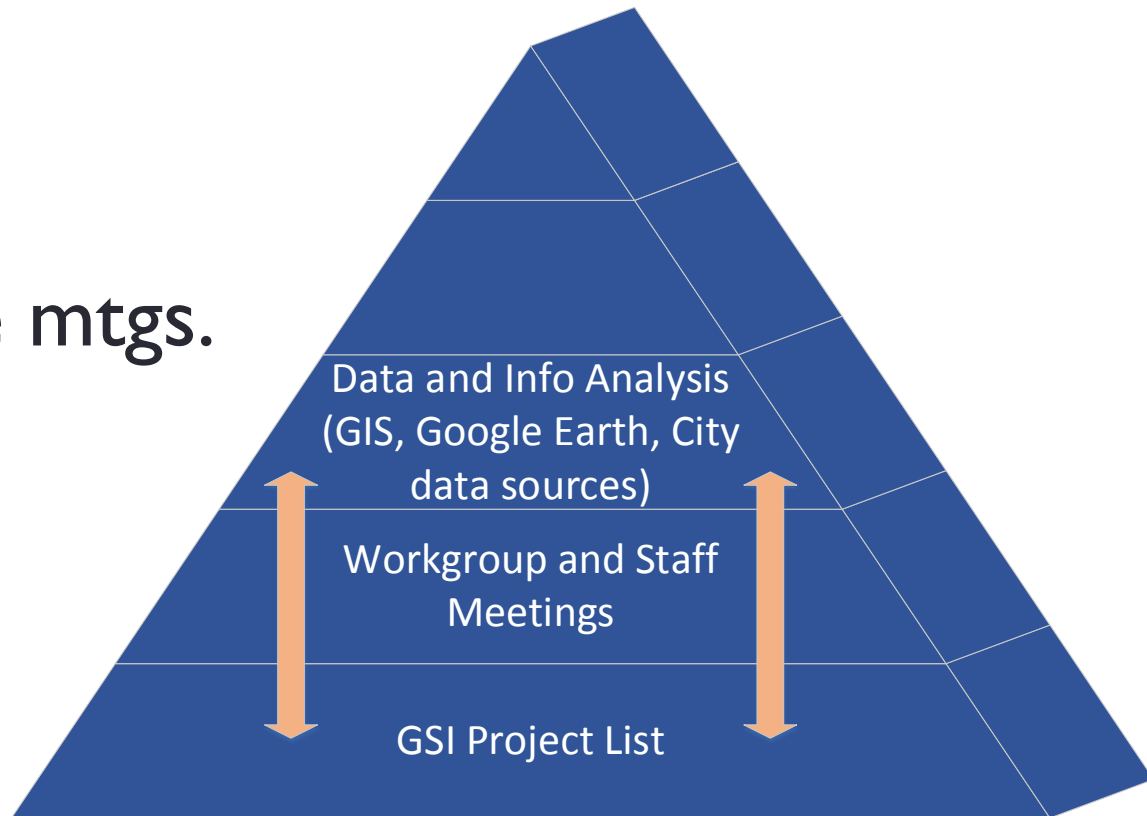 mtgs.
Data and Info Analysis
(GIS, Google Earth, City
data sources)
Workgroup and Staff
Meetings
GSI Project List